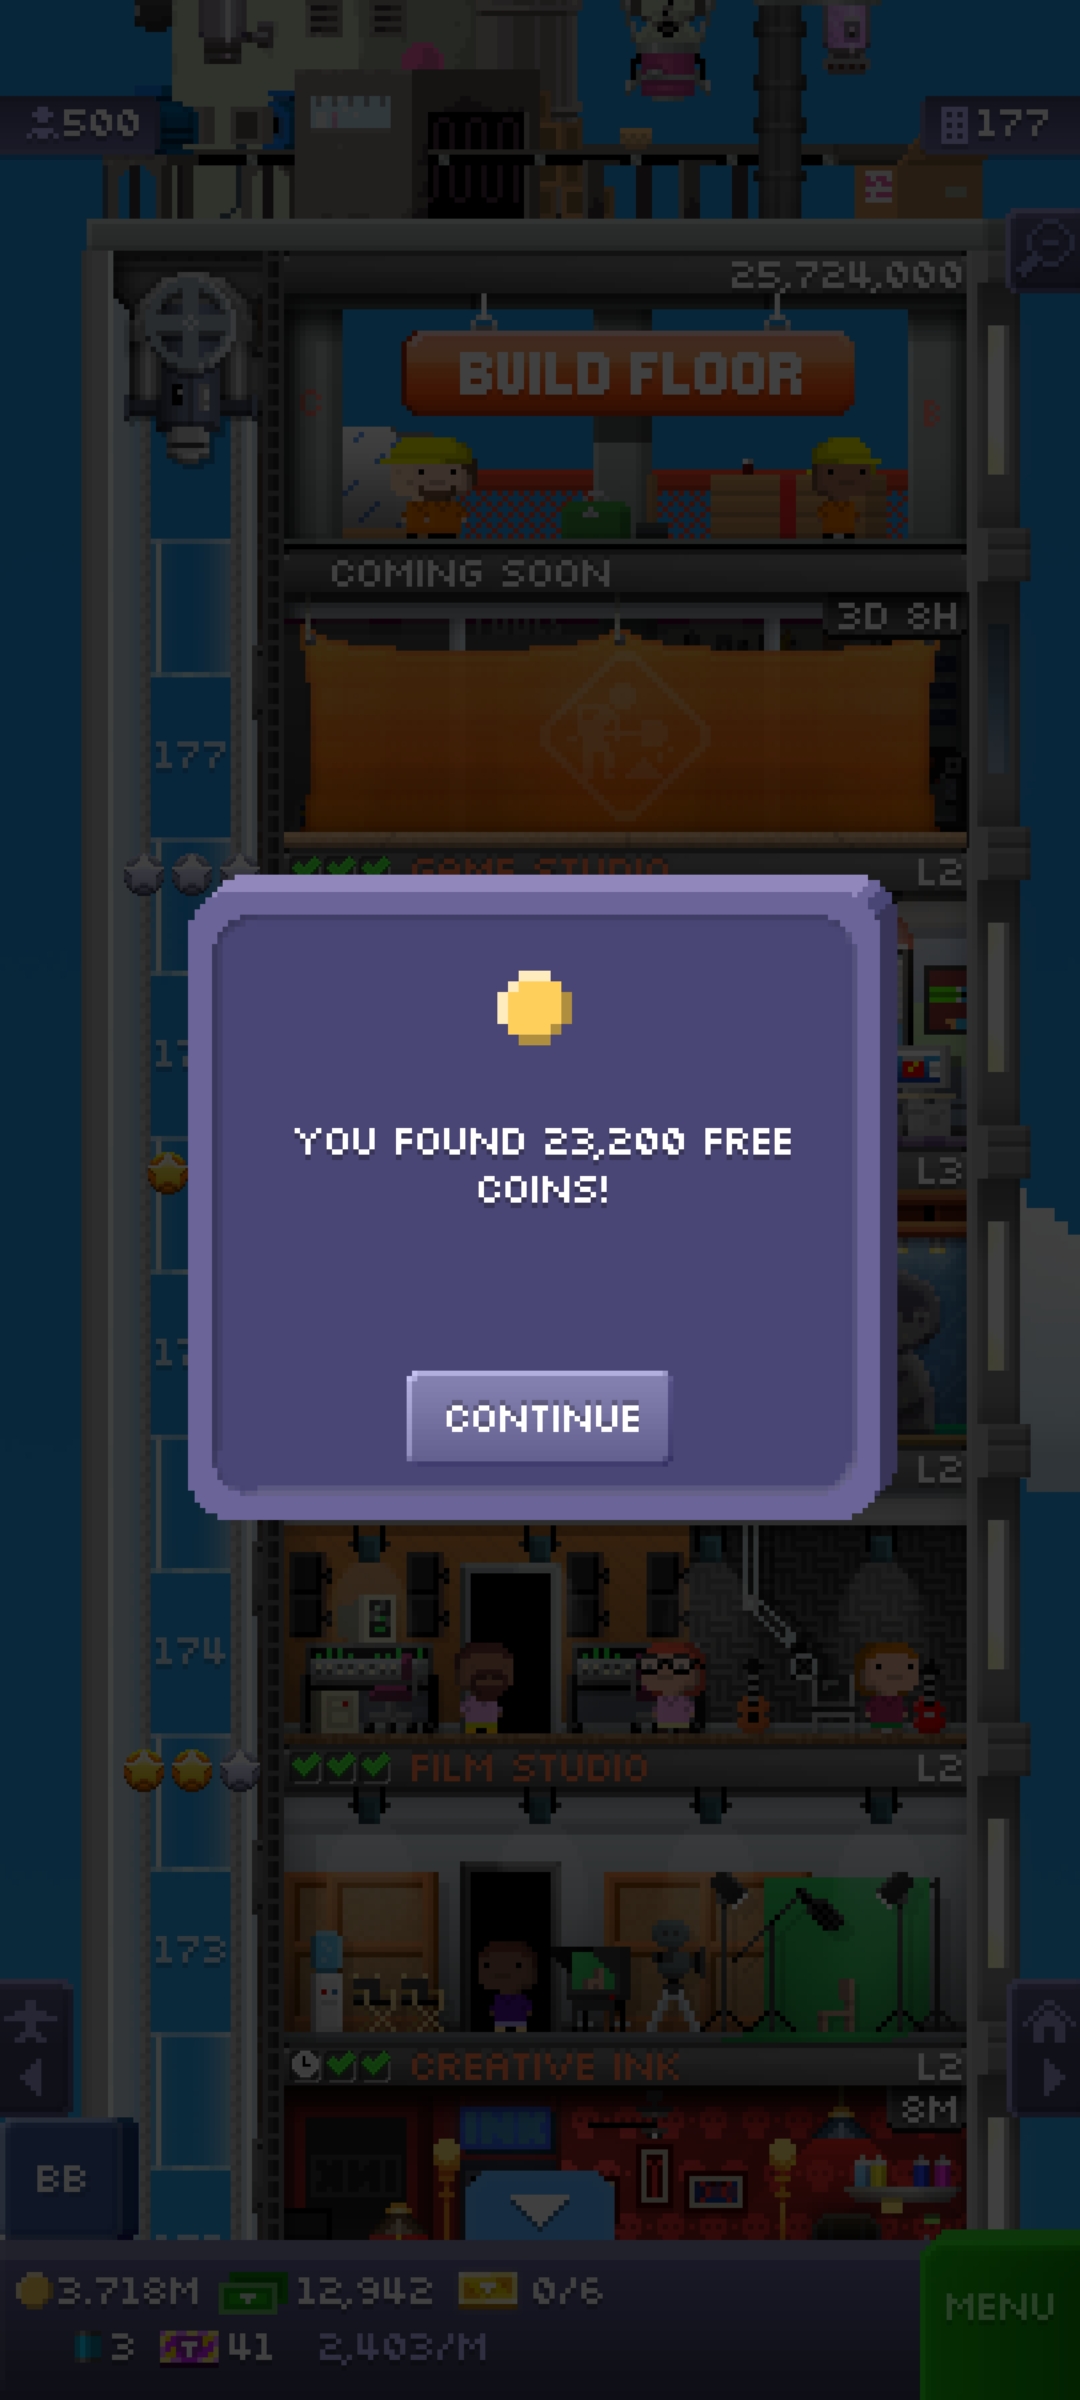 500
177
25,724,000
BUILD FLOOR
C
B
COMING SOON
3D 8H
177
GAME STUDIO L2
L3
L2
YOU FOUND 23,200 FREE
COINS!
CONTINUE
174
FILM STUDIO L2
173
CREATIVE INK L2
8M
INK
BB
3.718M 12,942 0/6
MENU
3 41 2,403/M